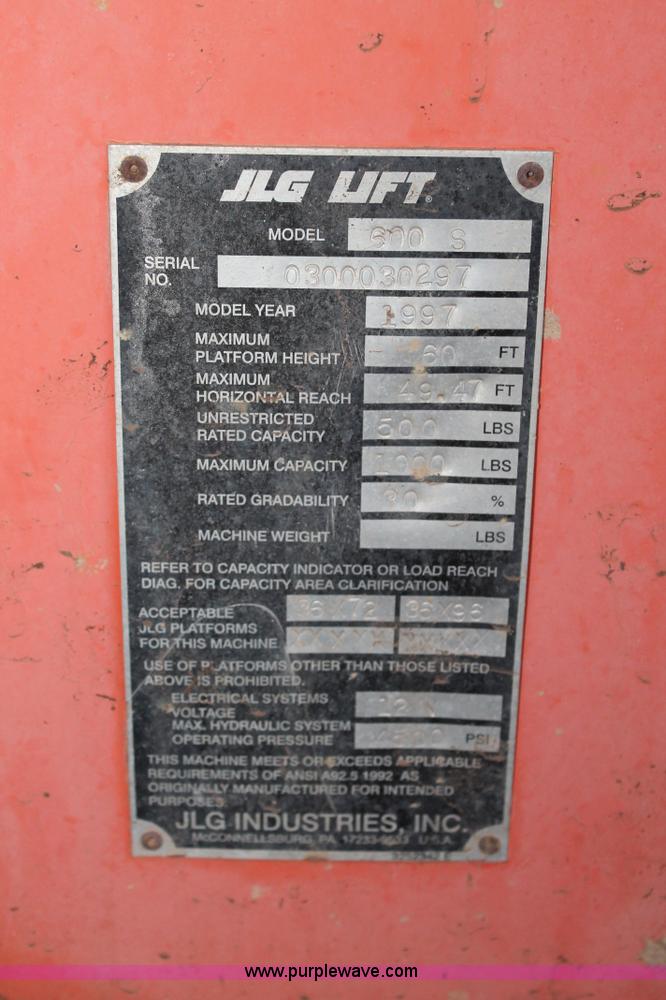 JLG LIFT®
MODEL 600 S
SERIAL NO. 0300030297
MODEL YEAR 1997
MAXIMUM
PLATFORM HEIGHT 60 FT
MAXIMUM
HORIZONTAL REACH 49.47 FT
UNRESTRICTED
RATED CAPACITY 500 LBS
MAXIMUM CAPACITY 1000 LBS
RATED GRADABILITY 30 %
MACHINE WEIGHT LBS
REFER TO CAPACITY INDICATOR OR LOAD REACH
DIAG. FOR CAPACITY AREA CLARIFICATION
ACCEPTABLE 36X72 36X96
JLG PLATFORMS
FOR THIS MACHINE
USE OF PLATFORMS OTHER THAN THOSE LISTED
ABOVE IS PROHIBITED.
ELECTRICAL SYSTEMS
VOLTAGE 12
MAX. HYDRAULIC SYSTEM
OPERATING PRESSURE PSI
THIS MACHINE MEETS OR EXCEEDS APPLICABLE
REQUIREMENTS OF ANSI A92.5 1992 AS
ORIGINALLY MANUFACTURED FOR INTENDED
PURPOSES.
JLG INDUSTRIES, INC.
McCONNELLSBURG, PA. 17233-9533 U.S.A.
www.purplewave.com